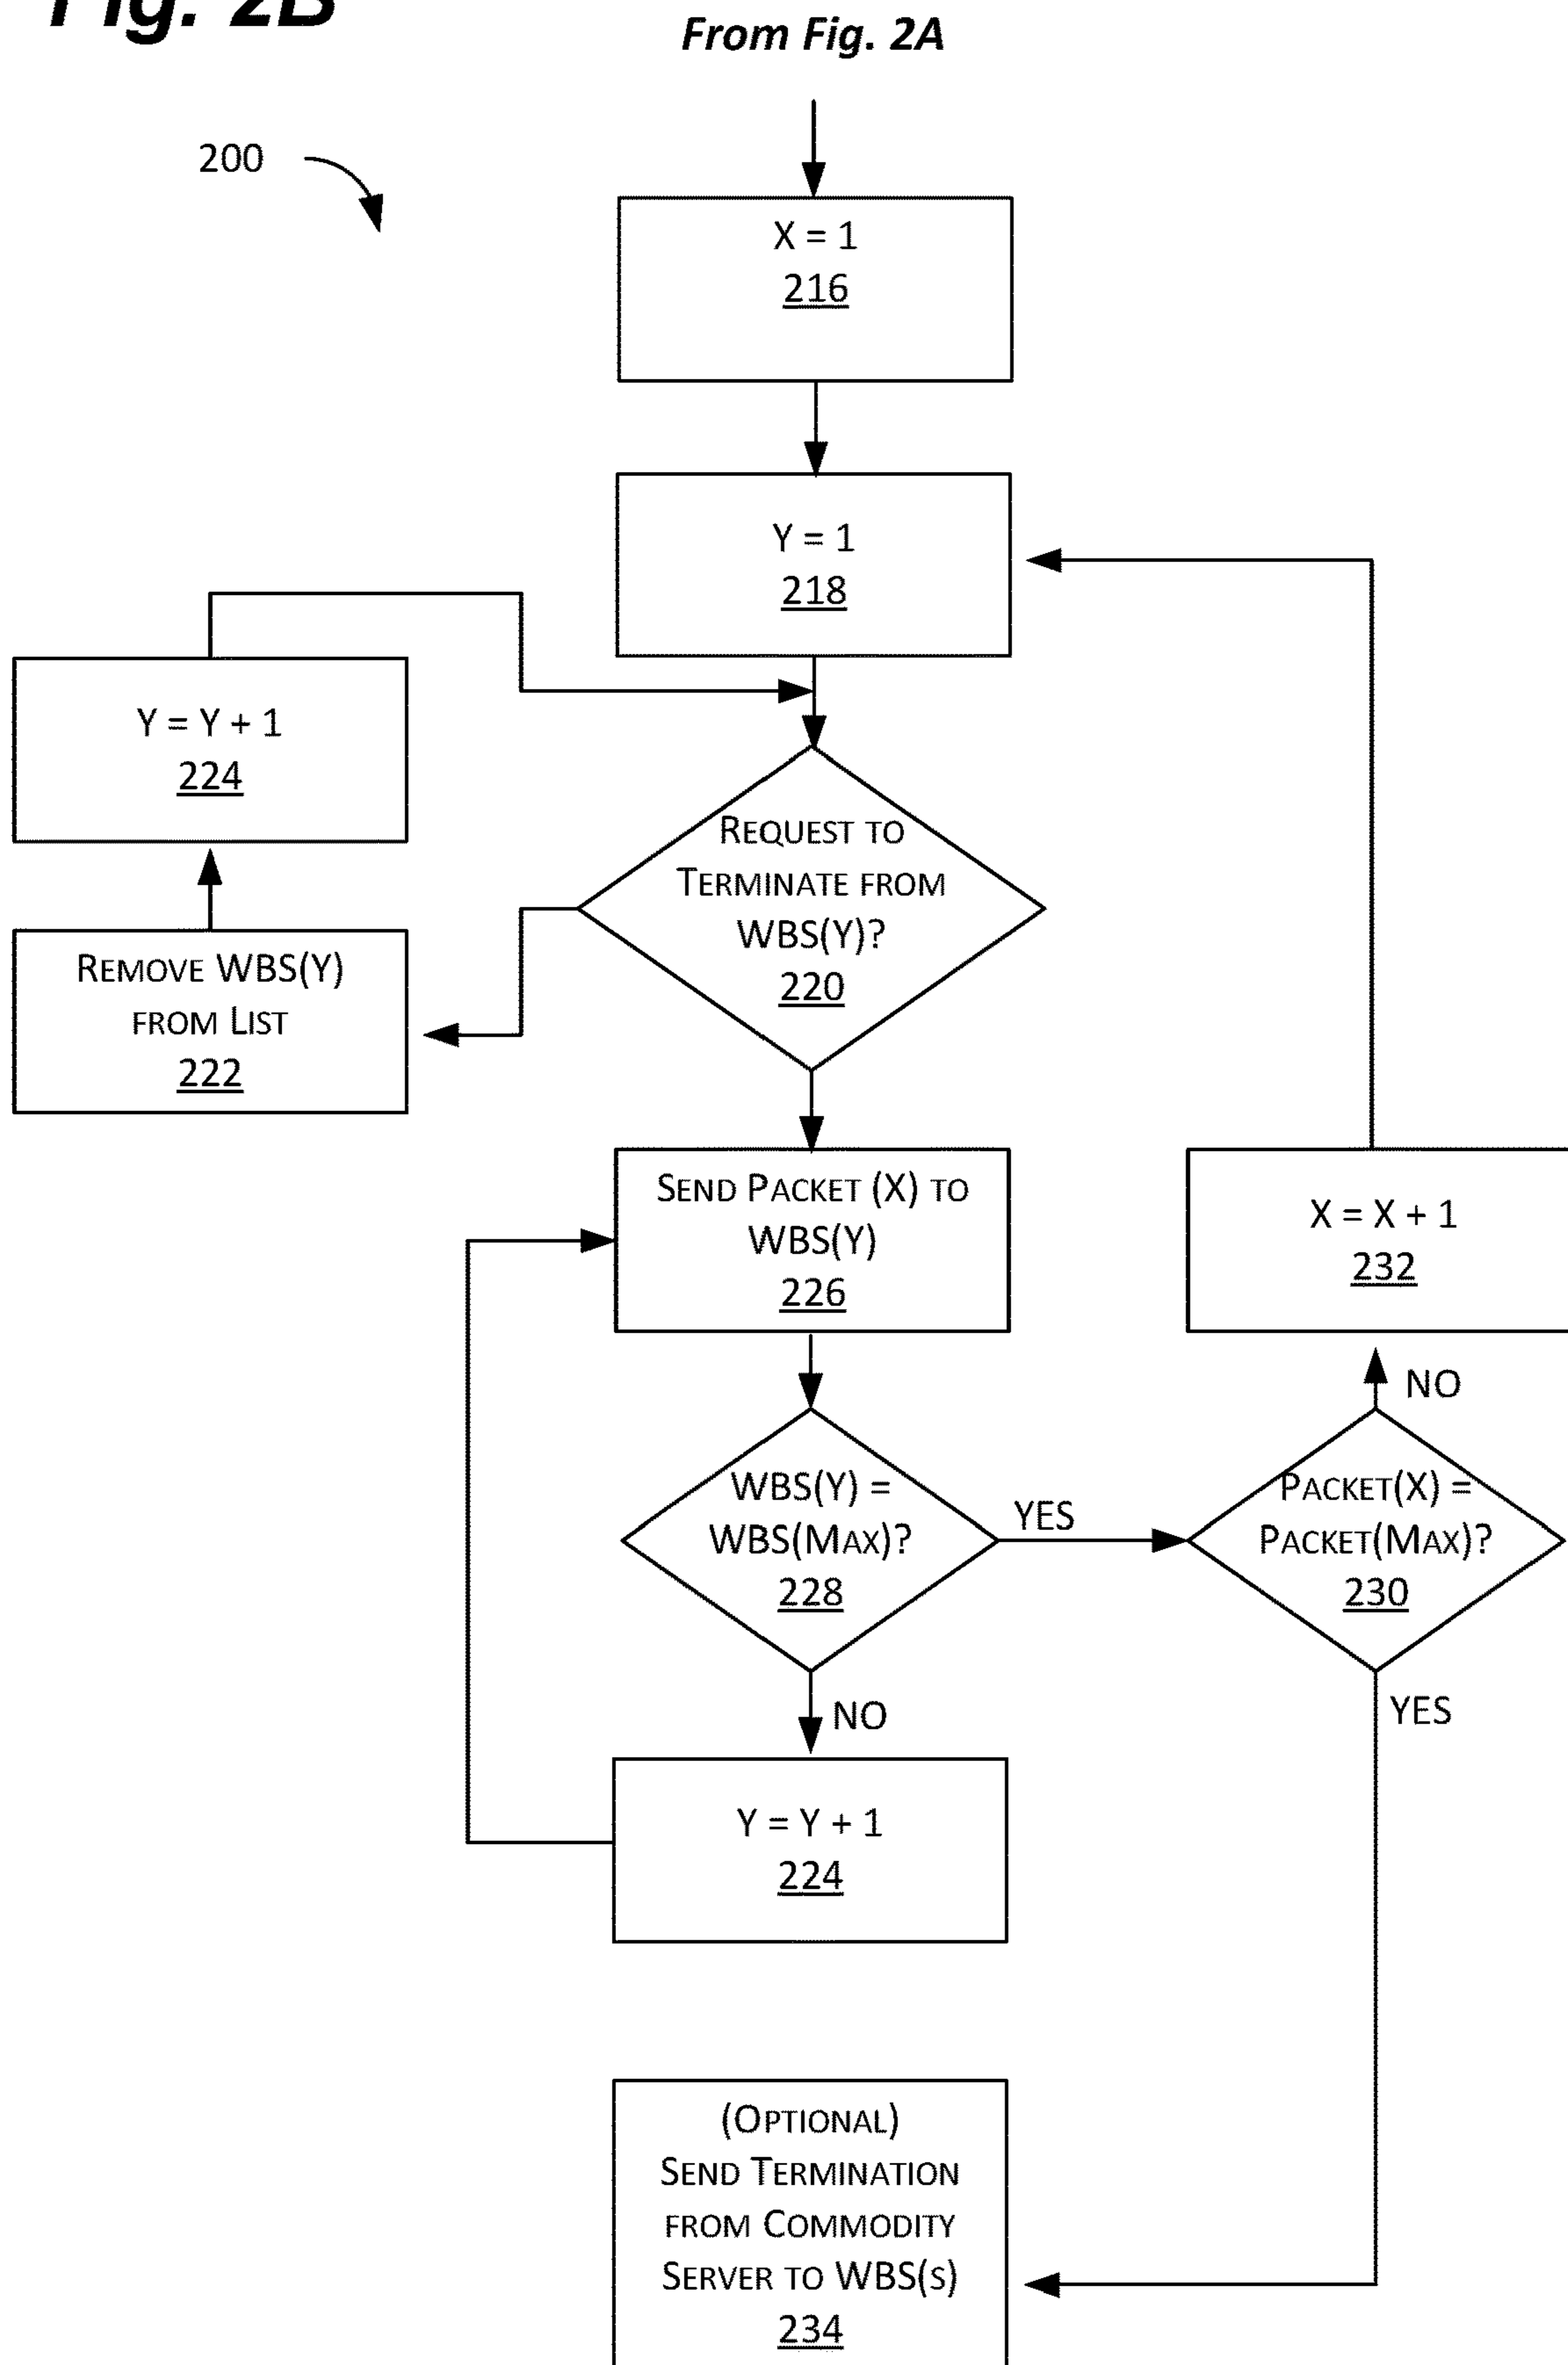 Fig. 2B
From Fig. 2A
200
X = 1
216
Y = 1
218
Y = Y + 1
224
REQUEST TO
TERMINATE FROM
WBS(Y)?
220
REMOVE WBS(Y)
FROM LIST
222
SEND PACKET (X) TO
WBS(Y)
226
X = X + 1
232
NO
WBS(Y) =
WBS(MAX)?
228
YES
PACKET(X) =
PACKET(MAX)?
230
NO
YES
Y = Y + 1
224
(OPTIONAL)
SEND TERMINATION
FROM COMMODITY
SERVER TO WBS(S)
234